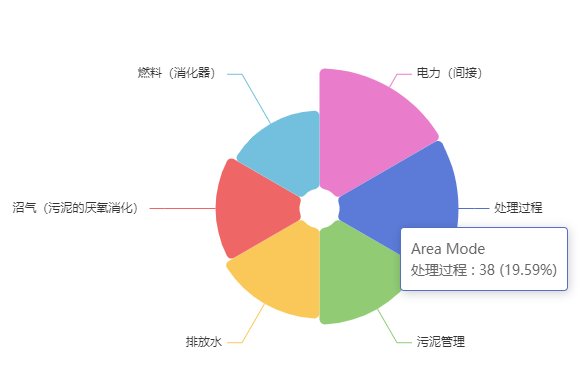 燃料（消化器）
电力（间接）
沼气（污泥的厌氧消化）
处理过程
Area Mode
处理过程 : 38 (19.59%)
排放水
污泥管理